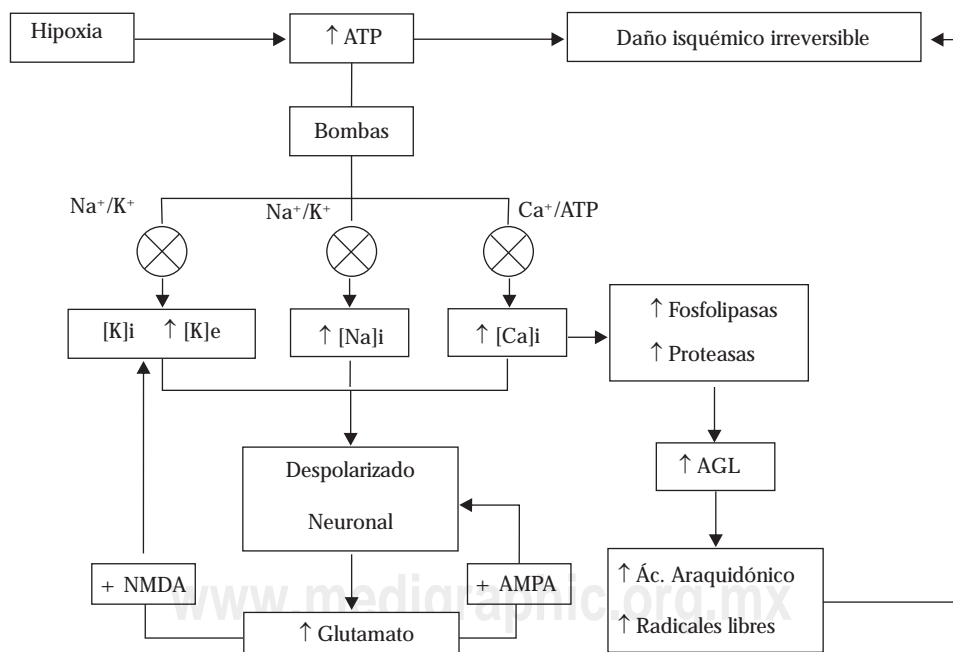 Hipoxia
↑ ATP
Daño isquémico irreversible
Bombas
Na⁺/K⁺
Na⁺/K⁺
Ca⁺/ATP
[K]i ↑ [K]e
↑ [Na]i
↑ [Ca]i
↑ Fosfolipasas
↑ Proteasas
↑ AGL
Despolarizado
Neuronal
+ NMDA
+ AMPA
↑ Glutamato
↑ Ác. Araquidónico
↑ Radicales libres
www.medigraphic.org.mx